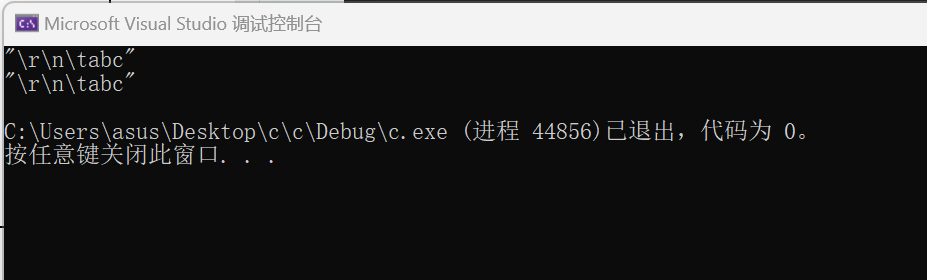 Microsoft Visual Studio 调试控制台
"\r\n\tabc"
"\r\n\tabc"
C:\Users\asus\Desktop\c\c\Debug\c.exe (进程 44856)已退出，代码为 0。
按任意键关闭此窗口. . .